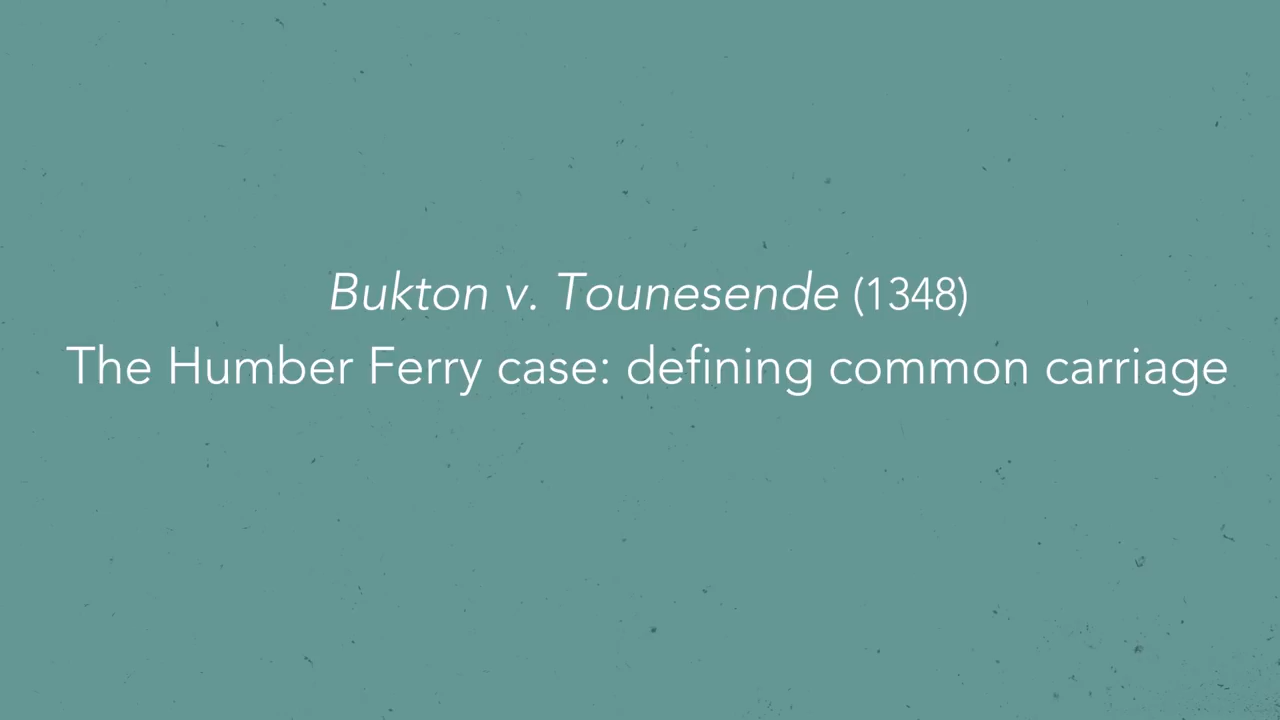 Bukton v. Tounesende (1348)
The Humber Ferry case: defining common carriage